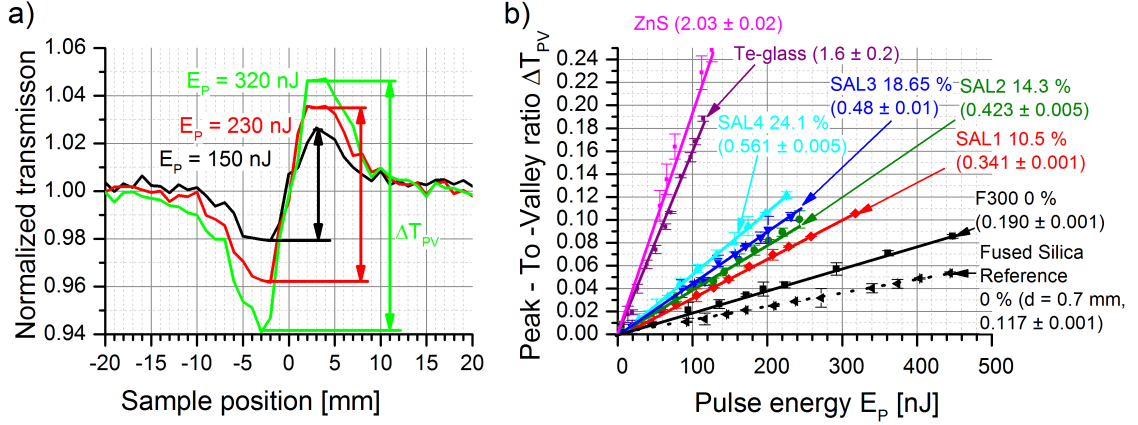 a)
1.06
1.04
1.02
1.00
0.98
0.96
0.94
Normalized transmisson
E_P = 320 nJ
E_P = 230 nJ
E_P = 150 nJ
ΔT_PV
-20 -15 -10 -5 0 5 10 15 20
Sample position [mm]
b)
0.24
0.22
0.20
0.18
0.16
0.14
0.12
0.10
0.08
0.06
0.04
0.02
0.00
Peak - To -Valley ratio ΔT_PV
ZnS (2.03 ± 0.02)
Te-glass (1.6 ± 0.2)
SAL3 18.65 %
(0.48 ± 0.01)
SAL2 14.3 %
(0.423 ± 0.005)
SAL4 24.1 %
(0.561 ± 0.005)
SAL1 10.5 %
(0.341 ± 0.001)
F300 0 %
(0.190 ± 0.001)
Fused Silica
Reference
0 % (d = 0.7 mm,
0.117 ± 0.001)
0 100 200 300 400 500
Pulse energy E_P [nJ]